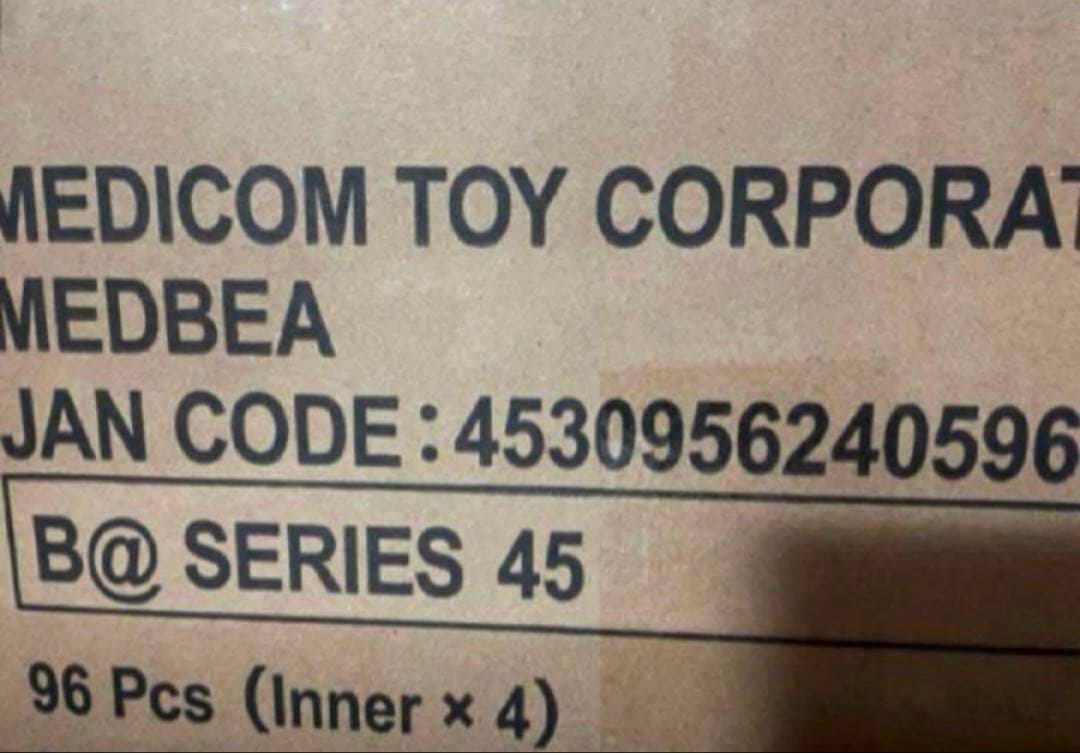 MEDICOM TOY CORPORAT
MEDBEA
JAN CODE:4530956240596
B@ SERIES 45
96 Pcs (Inner × 4)